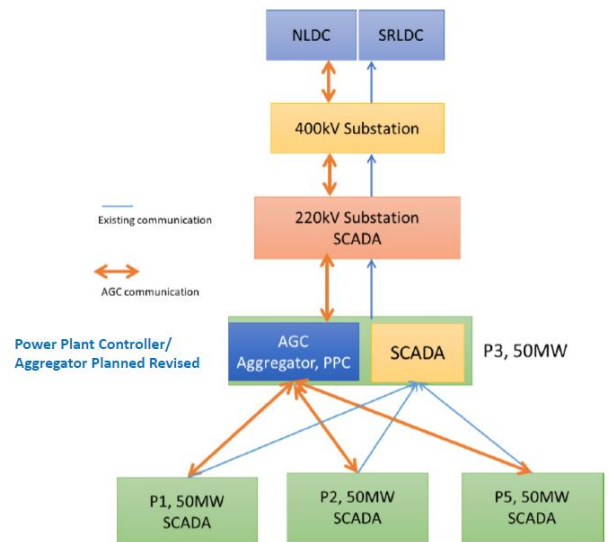 NLDC
SRLDC
400kV Substation
220kV Substation
SCADA
Existing communication
AGC communication
Power Plant Controller/
Aggregator Planned Revised
AGC
Aggregator, PPC
SCADA
P3, 50MW
P1, 50MW
SCADA
P2, 50MW
SCADA
P5, 50MW
SCADA